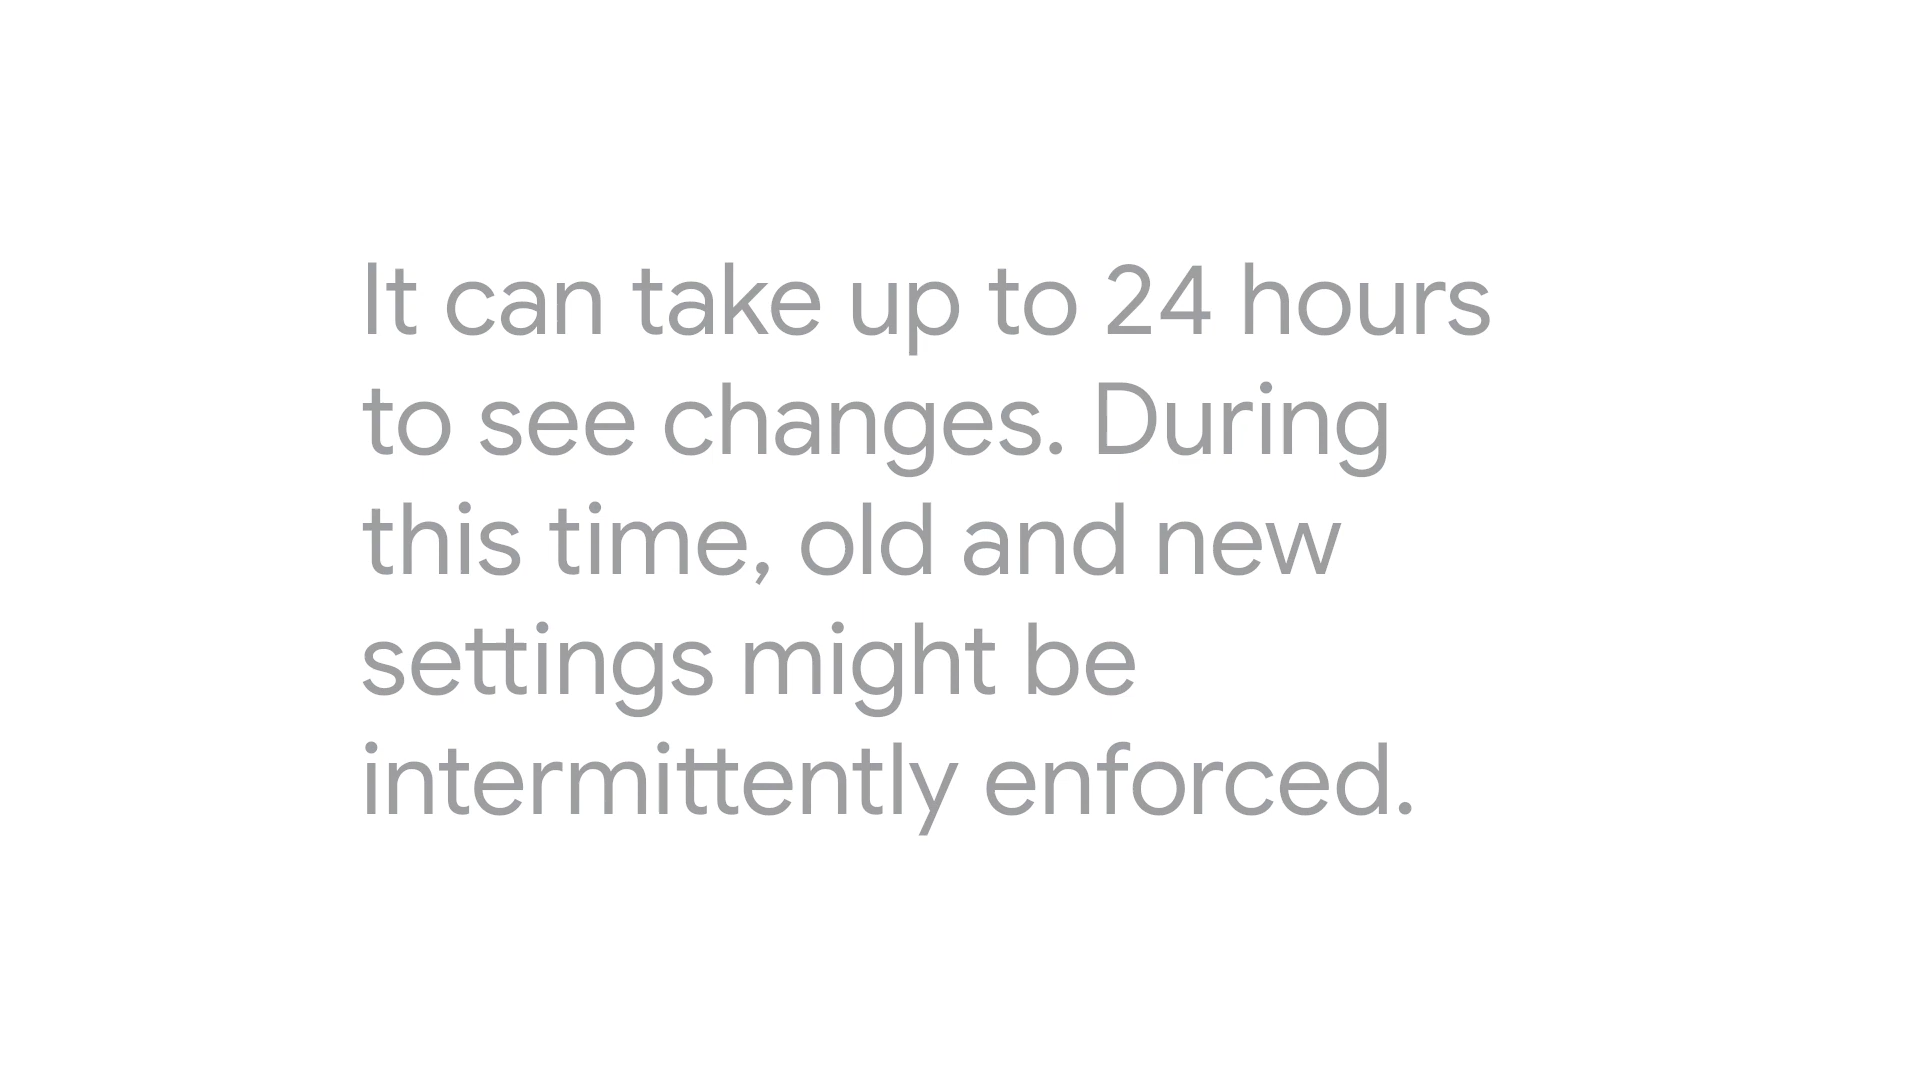 It can take up to 24 hours
to see changes. During
this time, old and new
settings might be
intermittently enforced.